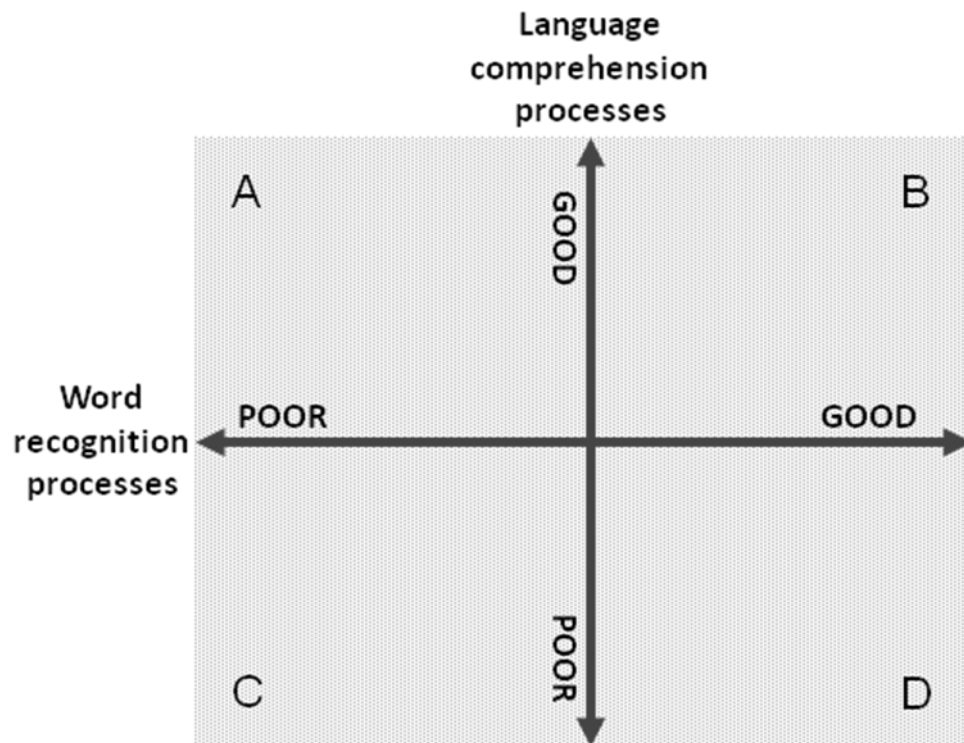 Language
comprehension
processes
A
B
GOOD
Word
recognition
processes
POOR
GOOD
POOR
C
D